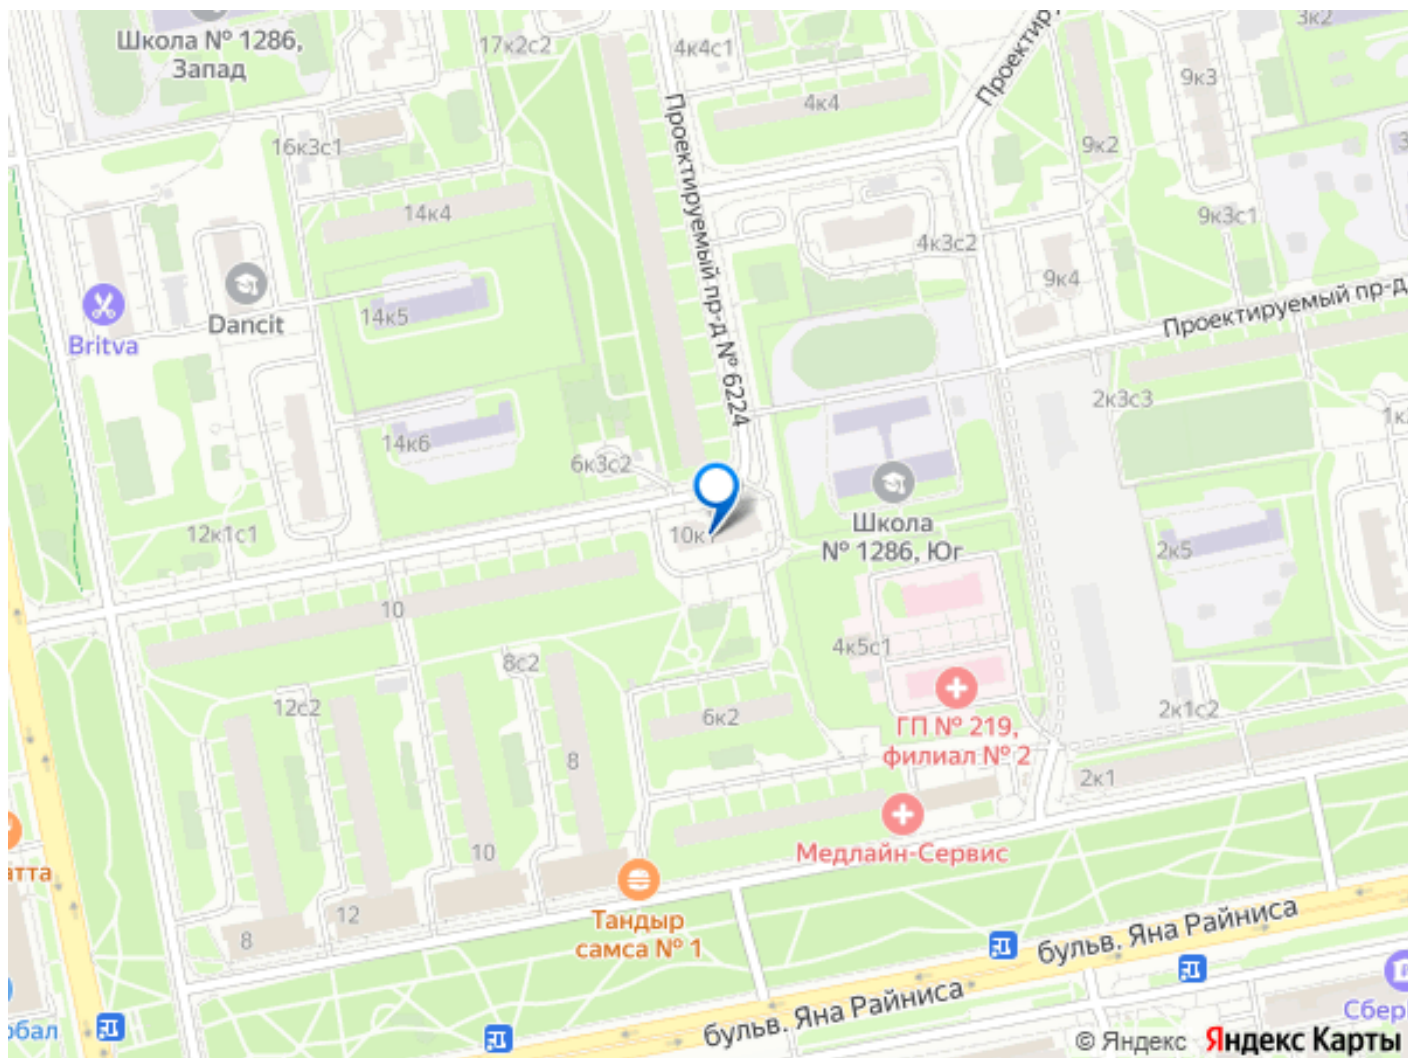 3к2
Школа № 1286,
Запад
17к2с2
4к4с1
Проектируемый пр-д № 6224
4к4
9к3
9к2
16к3с1
14к4
4к3с2
9к3с1
9к4
Dancit
Britva
14к5
Проектируемый пр-д
2к3с3
14к6
6к3с2
12к1с1
10к1
Школа
№ 1286, Юг
2к5
10
4к5с1
8с2
12с2
6к2
ГП № 219,
филиал № 2
2к1с2
8
2к1
10
Медлайн-Сервис
12
8
Тандыр
самса № 1
бульв. Яна Райниса
бульв. Яна Райниса
© Яндекс Яндекс Карты